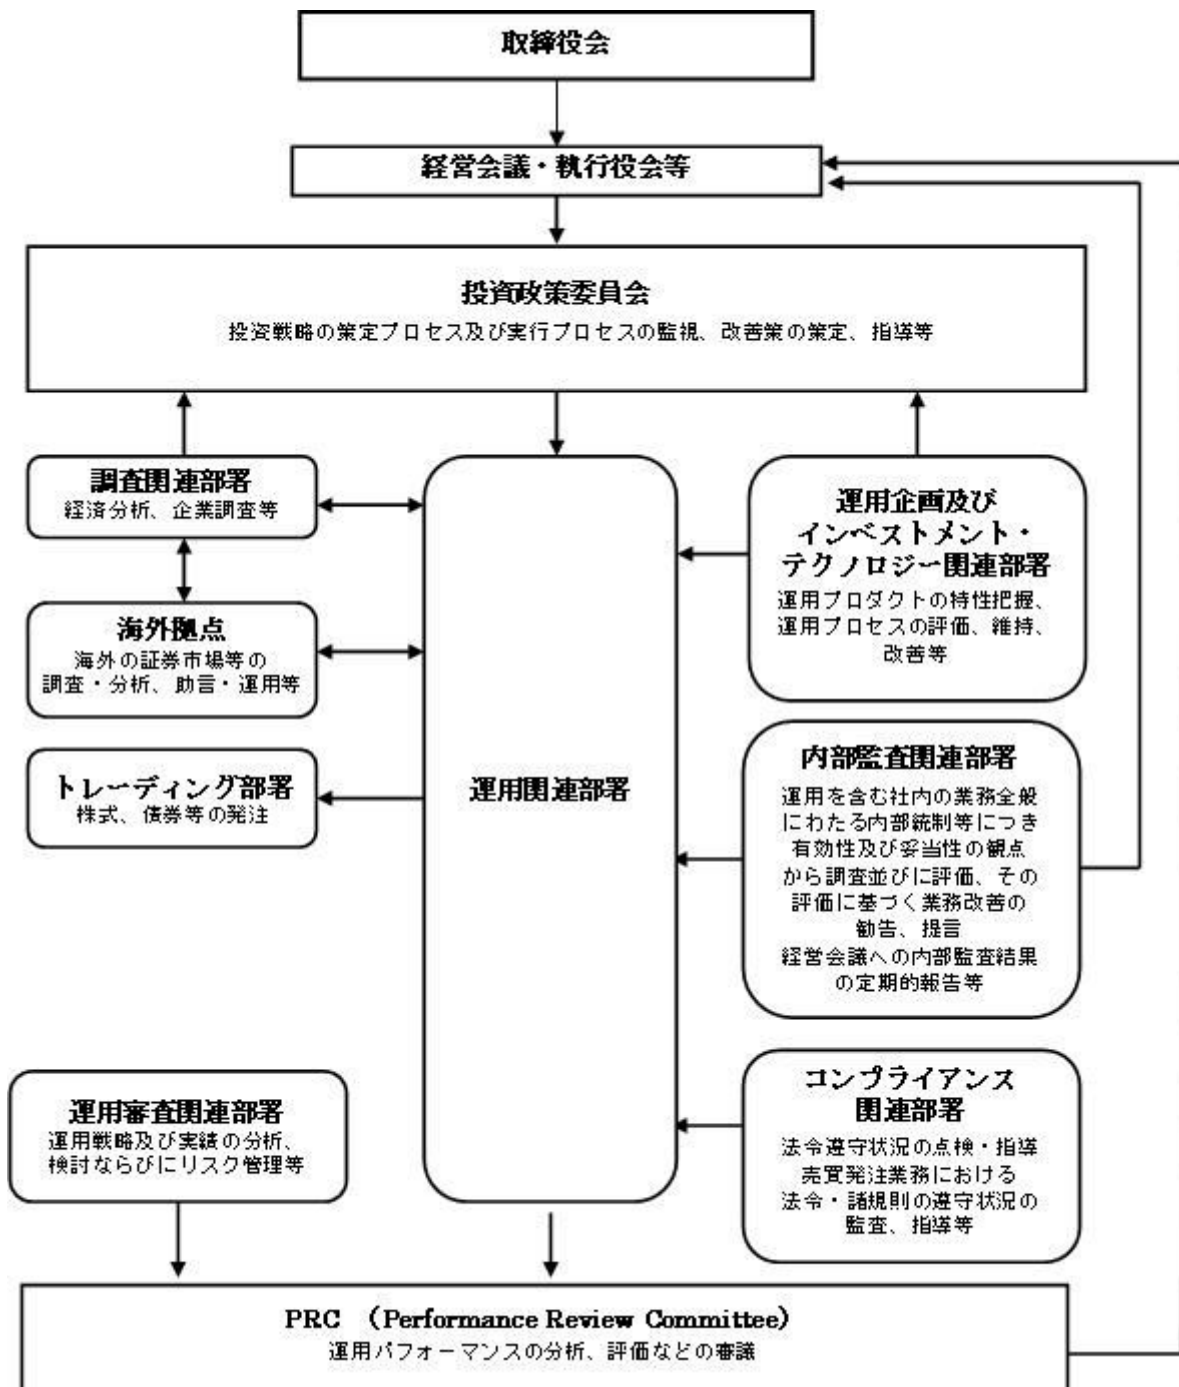 取締役会
経営会議・執行役会等
投資政策委員会
投資戦略の策定プロセス及び実行プロセスの監視、改善策の策定、指導等
調査関連部署
経済分析、企業調査等
海外拠点
海外の証券市場等の
調査・分析、助言・運用等
トレーディング部署
株式、債券等の発注
運用関連部署
運用企画及び
インベストメント・
テクノロジー関連部署
運用プロダクトの特性把握、
運用プロセスの評価、維持、
改善等
内部監査関連部署
運用を含む社内の業務全般
にわたる内部統制等につき
有効性及び妥当性の観点
から調査並びに評価、その
評価に基づく業務改善の
勧告、提言
経営会議への内部監査結果
の定期的報告等
運用審査関連部署
運用戦略及び実績の分析、
検討ならびにリスク管理等
コンプライアンス
関連部署
法令遵守状況の点検・指導
売買発注業務における
法令・諸規則の遵守状況の
監査、指導等
PRC （Performance Review Committee）
運用パフォーマンスの分析、評価などの審議